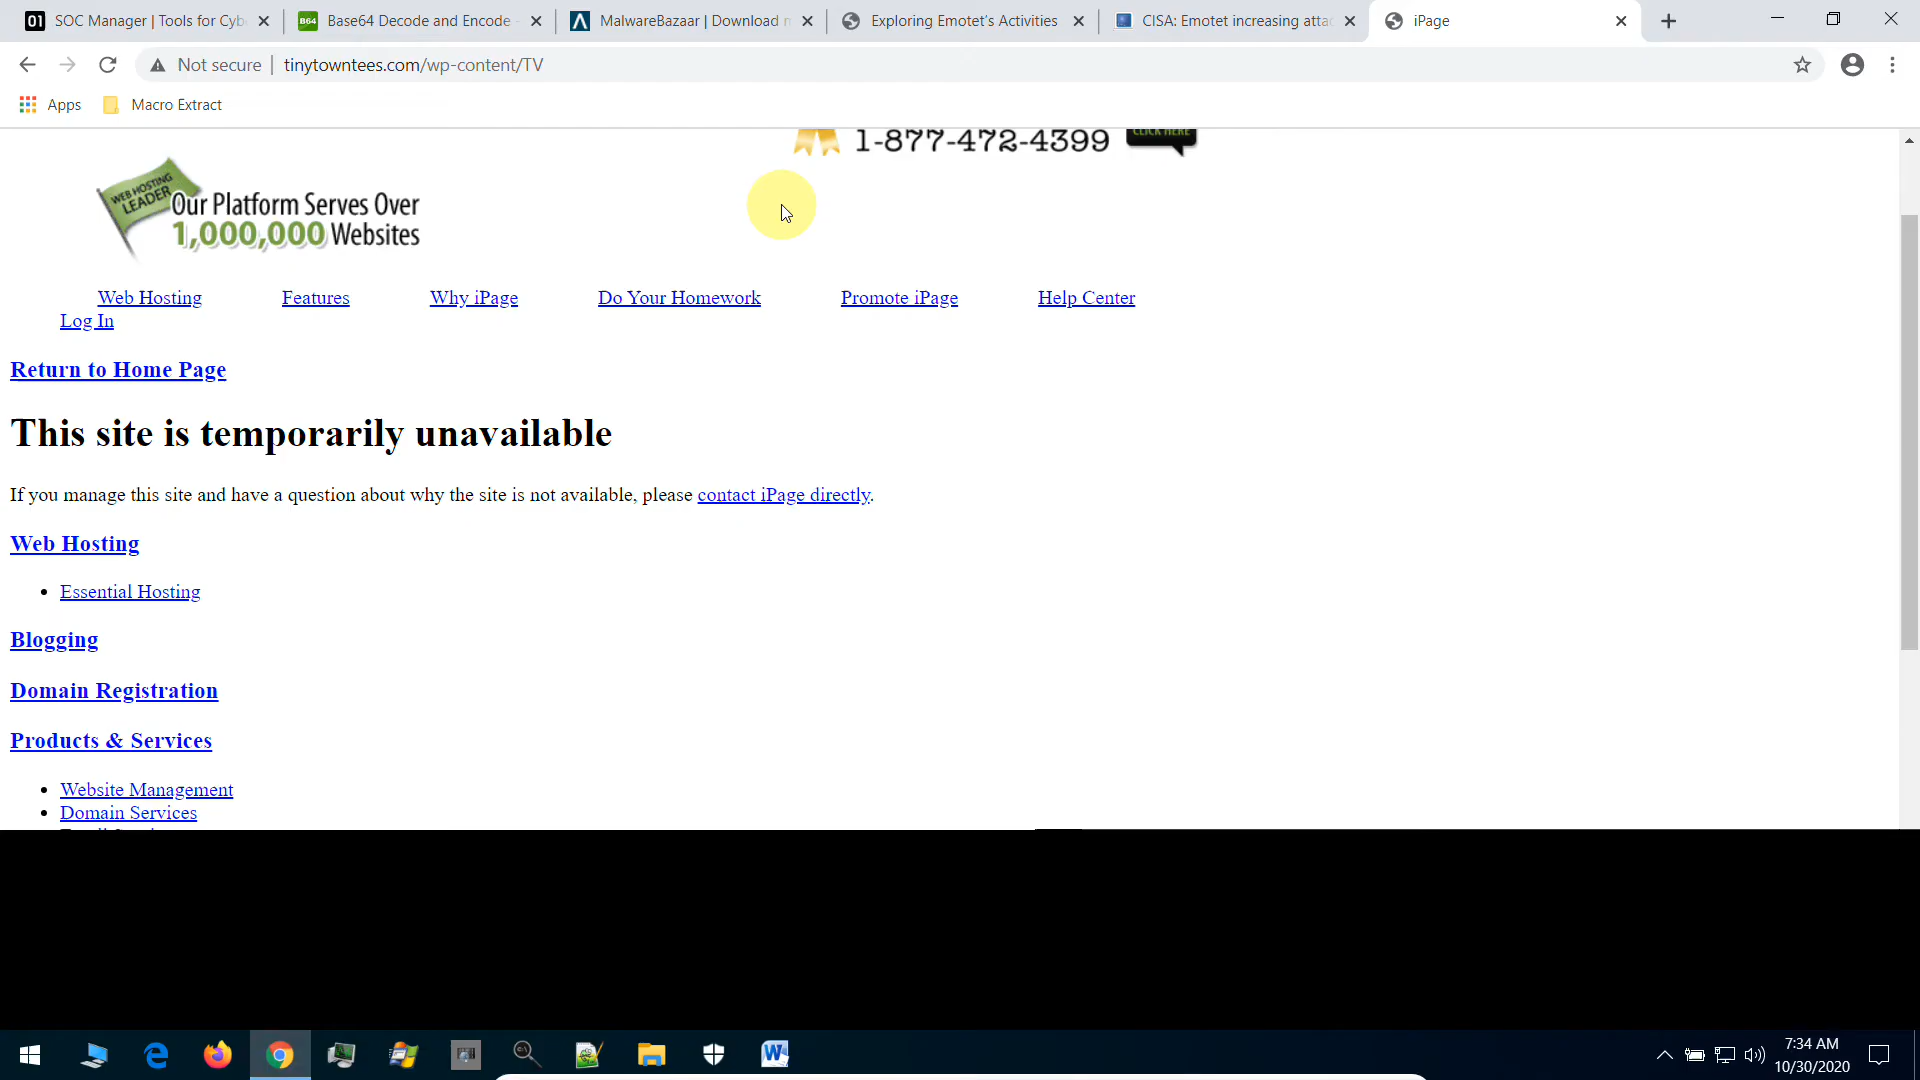 01 SOC Manager | Tools for Cyb
B64 Base64 Decode and Encode -
MalwareBazaar | Download m
Exploring Emotet's Activities
CISA: Emotet increasing atta
iPage
Not secure
tinytowntees.com/wp-content/TV
Apps
Macro Extract
1-877-472-4399
CLICK HERE
WEB HOSTING
LEADER
Our Platform Serves Over
1,000,000 Websites
Web Hosting
Features
Why iPage
Do Your Homework
Promote iPage
Help Center
Log In
Return to Home Page
This site is temporarily unavailable
If you manage this site and have a question about why the site is not available, please contact iPage directly.
Web Hosting
• Essential Hosting
Blogging
Domain Registration
Products & Services
• Website Management
• Domain Services
7:34 AM
10/30/2020